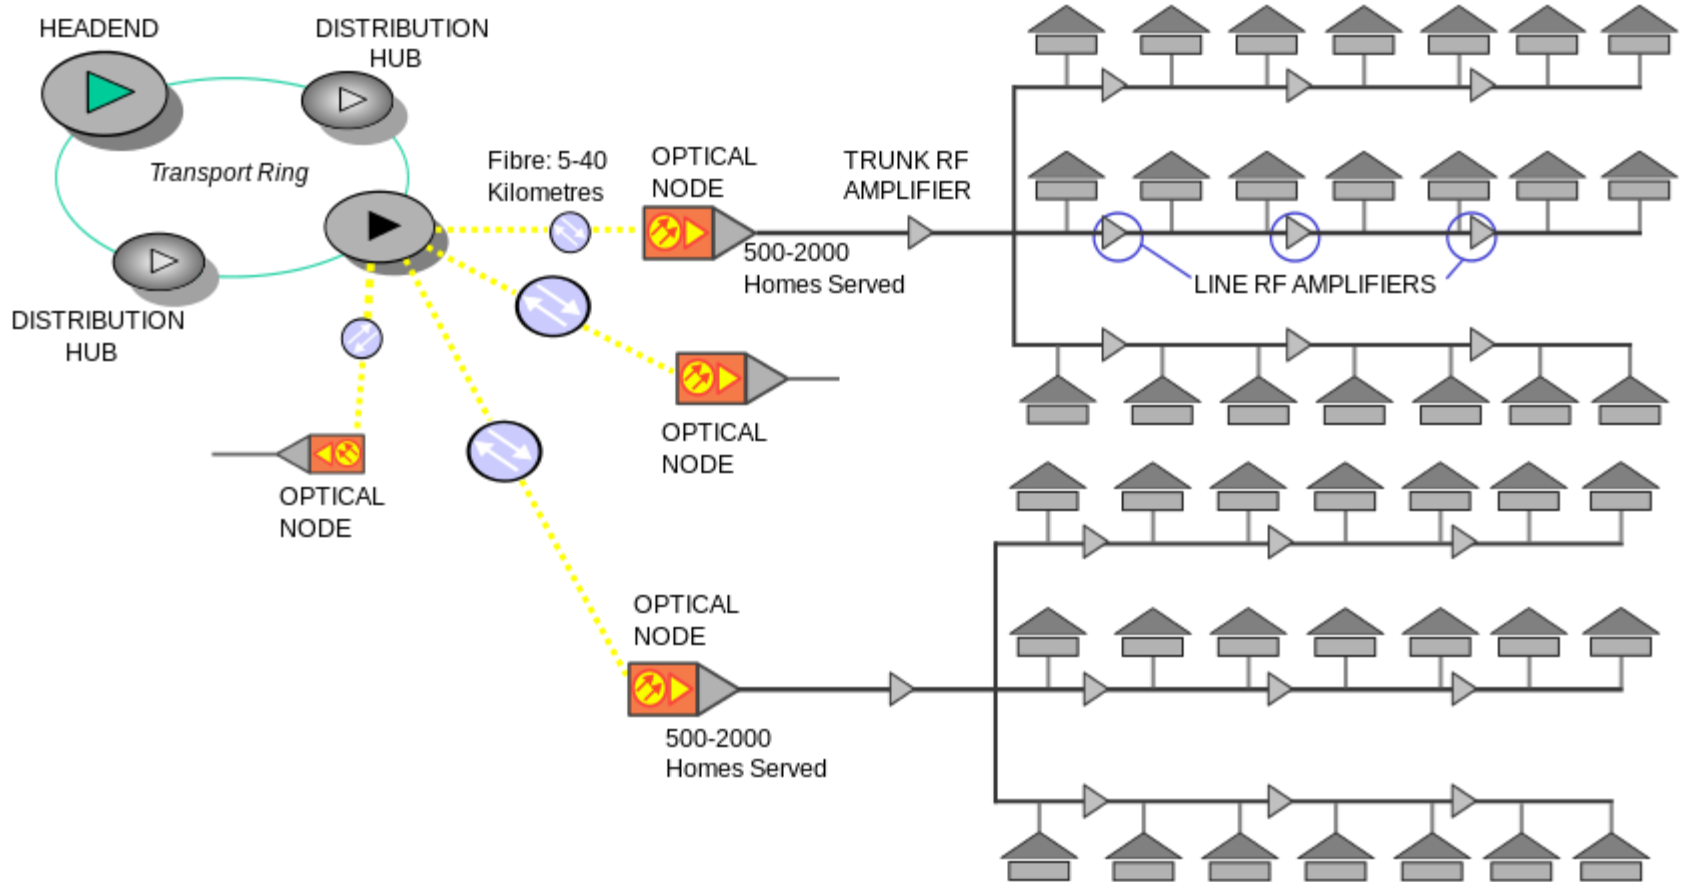 HEADEND
DISTRIBUTION
HUB
Transport Ring
Fibre: 5-40
Kilometres
OPTICAL
NODE
TRUNK RF
AMPLIFIER
500-2000
Homes Served
LINE RF AMPLIFIERS
DISTRIBUTION
HUB
OPTICAL
NODE
OPTICAL
NODE
OPTICAL
NODE
500-2000
Homes Served